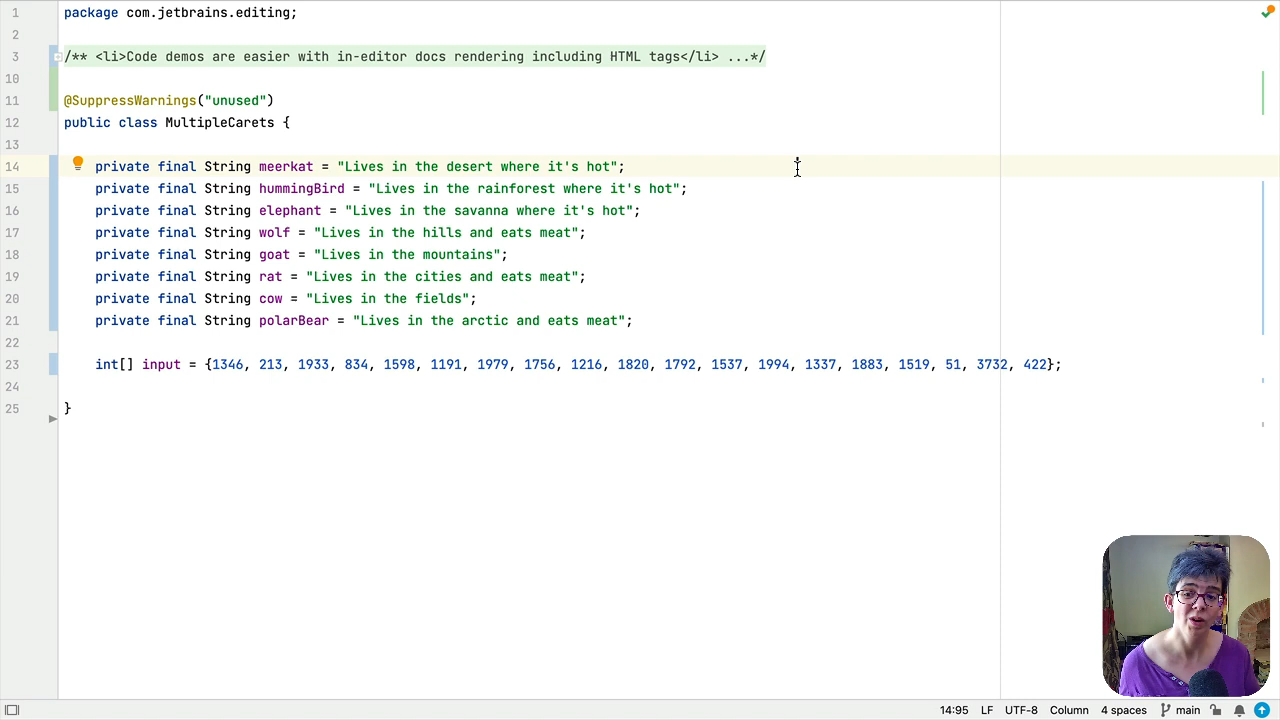 1 package com.jetbrains.editing;
2
3 /** <li>Code demos are easier with in-editor docs rendering including HTML tags</li> ...*/
10
11 @SuppressWarnings("unused")
12 public class MultipleCarets {
13
14 private final String meerkat = "Lives in the desert where it's hot";
15 private final String hummingBird = "Lives in the rainforest where it's hot";
16 private final String elephant = "Lives in the savanna where it's hot";
17 private final String wolf = "Lives in the hills and eats meat";
18 private final String goat = "Lives in the mountains";
19 private final String rat = "Lives in the cities and eats meat";
20 private final String cow = "Lives in the fields";
21 private final String polarBear = "Lives in the arctic and eats meat";
22
23 int[] input = {1346, 213, 1933, 834, 1598, 1191, 1979, 1756, 1216, 1820, 1792, 1537, 1994, 1337, 1883, 1519, 51, 3732, 422};
24
25 }
14:95 LF UTF-8 Column 4 spaces main